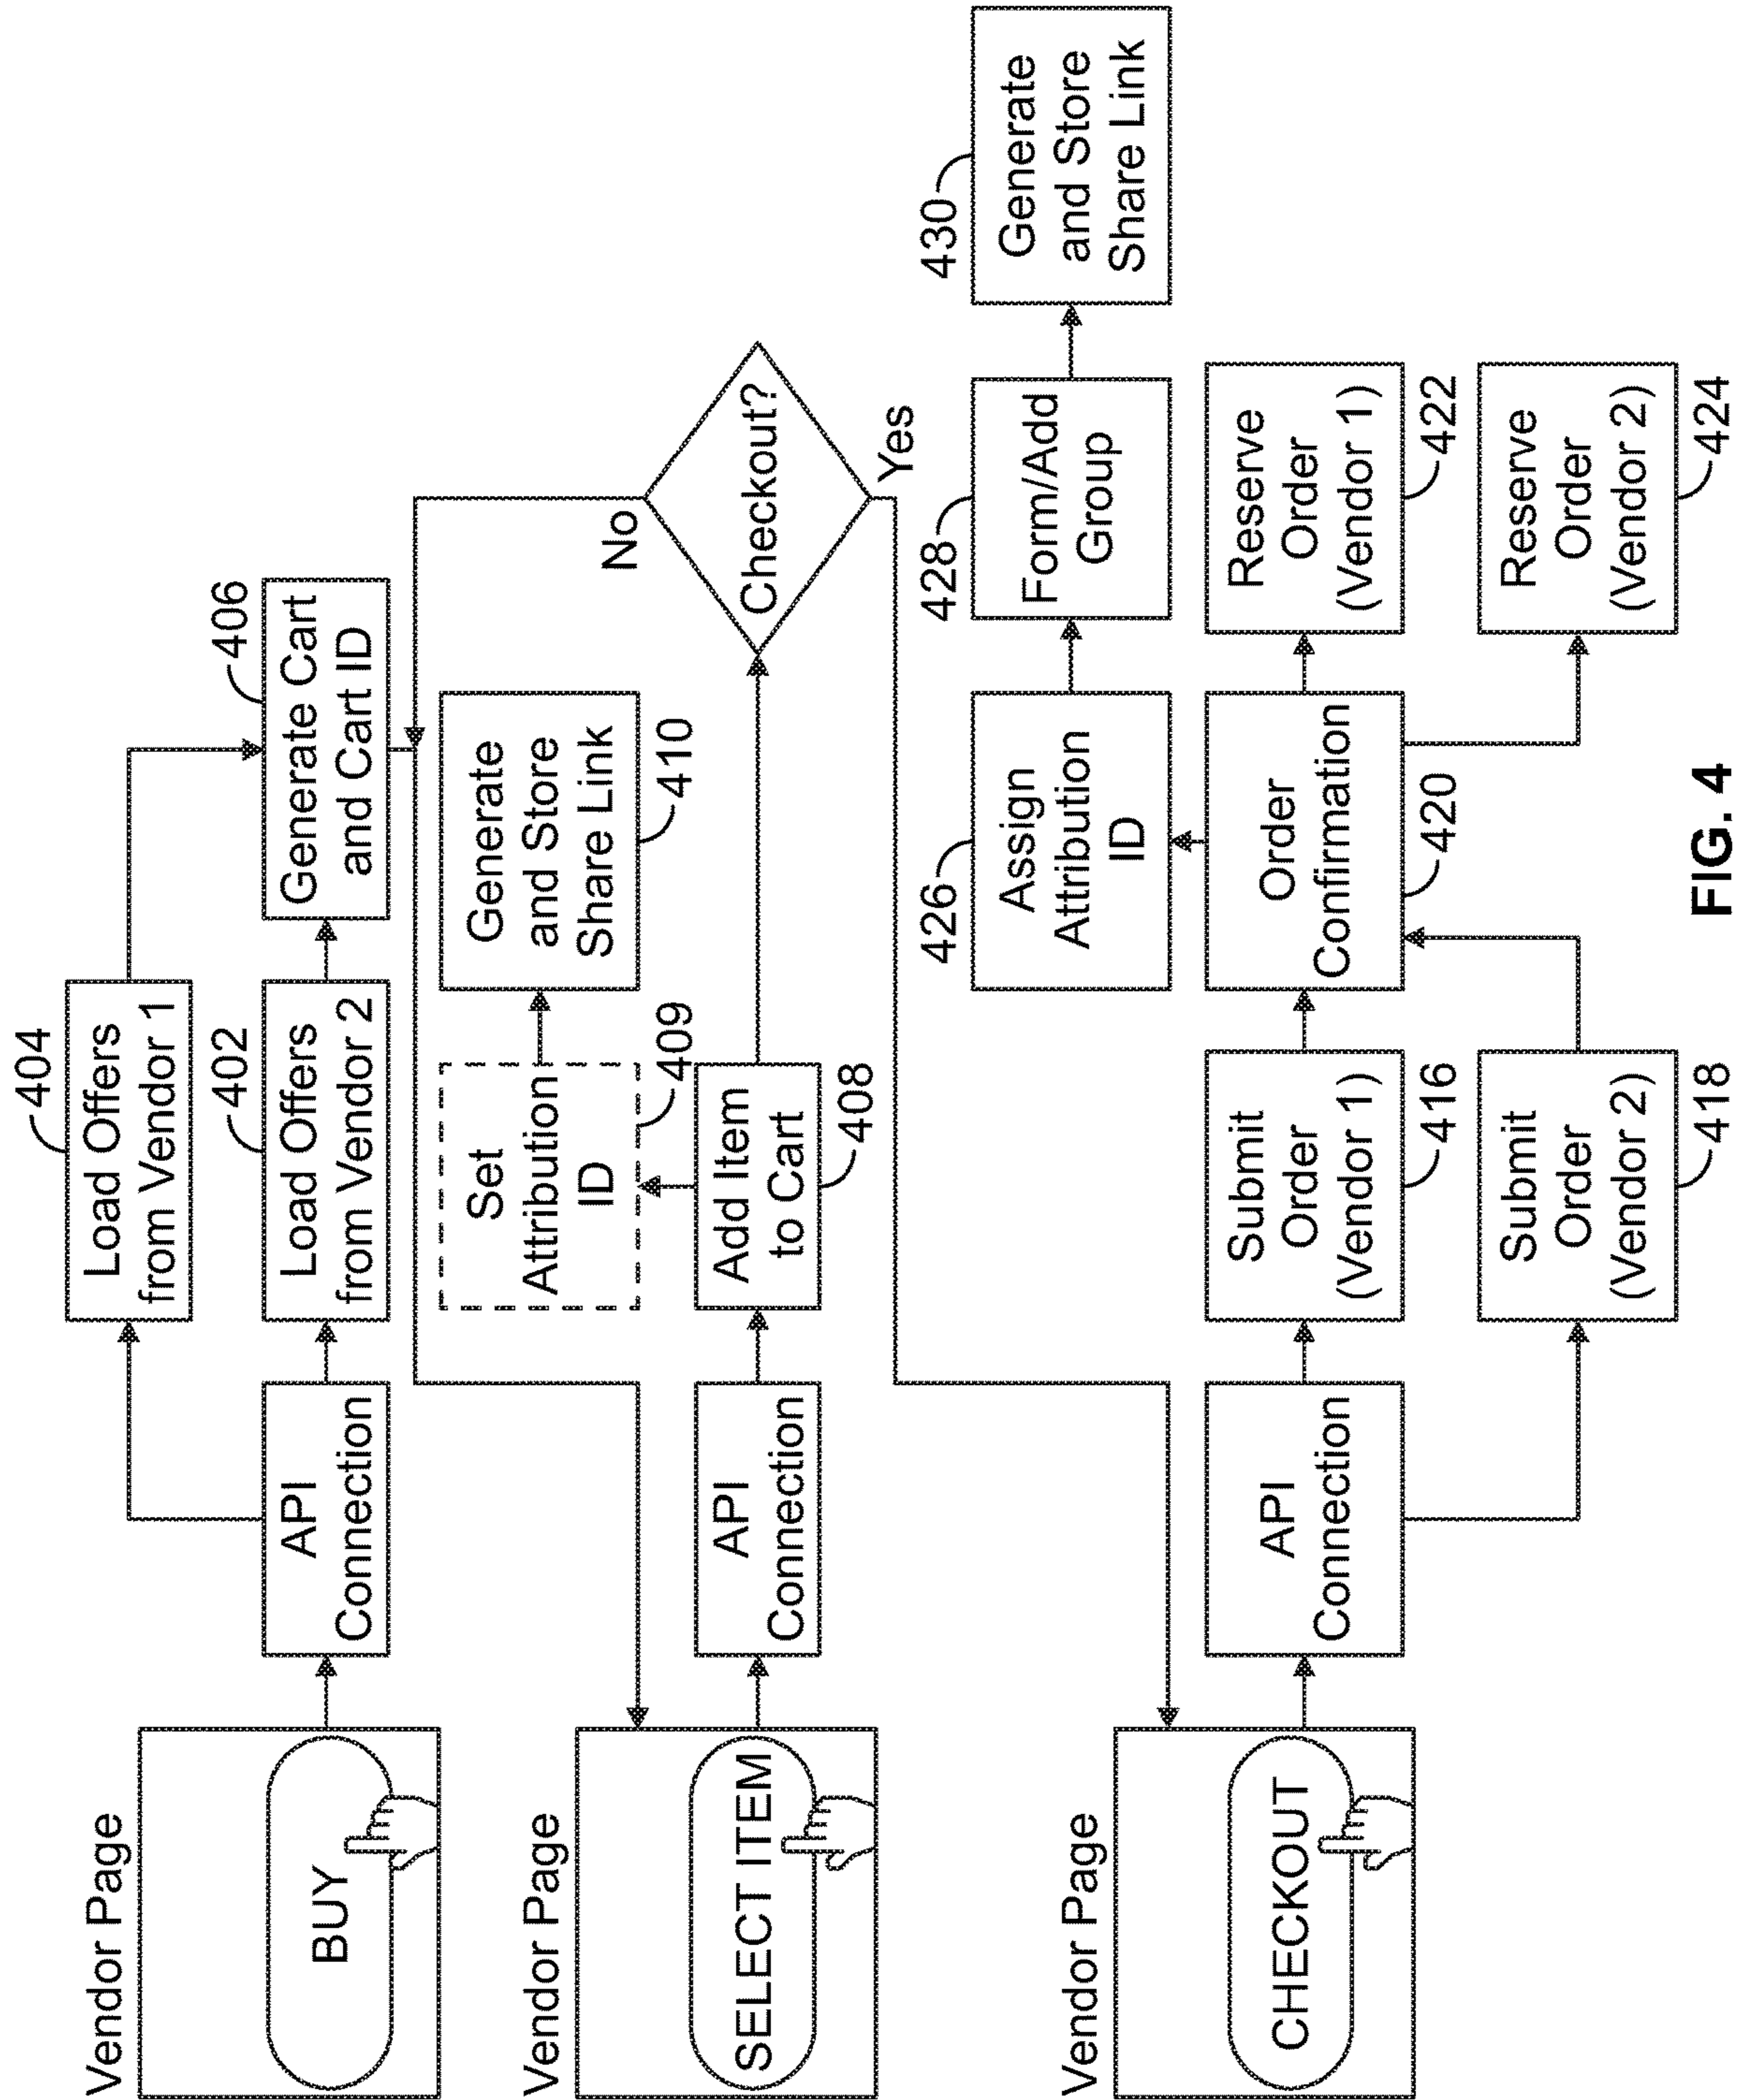 Vendor Page
BUY
API
Connection
404
Load Offers
from Vendor 1
402
Load Offers
from Vendor 2
406
Generate Cart
and Cart ID
Vendor Page
SELECT ITEM
API
Connection
Set
Attribution
ID
409
Add Item
to Cart
408
Generate
and Store
Share Link
410
No
Checkout?
Yes
Vendor Page
CHECKOUT
API
Connection
Submit
Order
(Vendor 1)
416
Submit
Order
(Vendor 2)
418
426
Assign
Attribution
ID
Order
Confirmation
420
428
Form/Add
Group
Reserve
Order
(Vendor 1)
422
Reserve
Order
(Vendor 2)
424
430
Generate
and Store
Share Link
FIG. 4